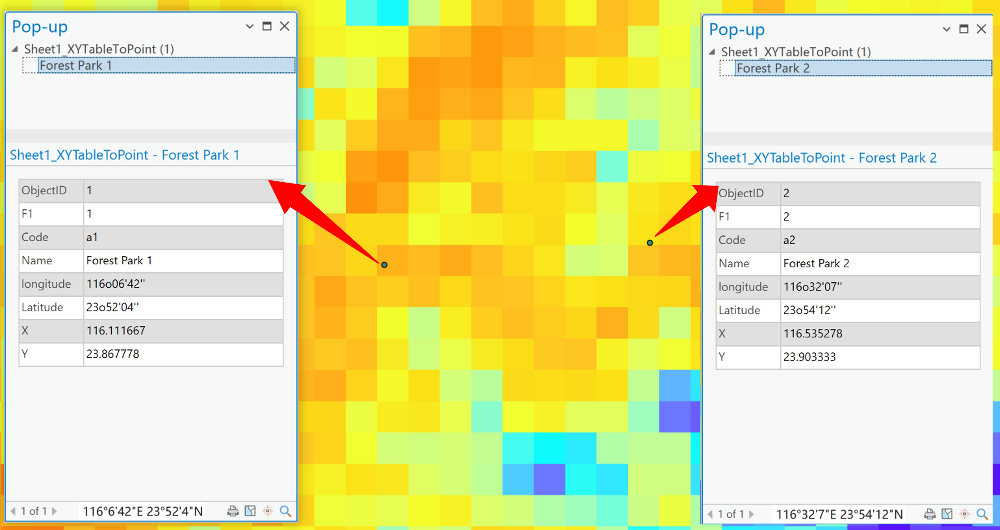 Pop-up
Sheet1_XYTableToPoint (1)
Forest Park 1
Sheet1_XYTableToPoint - Forest Park 1
ObjectID 1
F1 1
Code a1
Name Forest Park 1
longitude 116o06'42''
Latitude 23o52'04''
X 116.111667
Y 23.867778
1 of 1 116°6'42"E 23°52'4"N
Pop-up
Sheet1_XYTableToPoint (1)
Forest Park 2
Sheet1_XYTableToPoint - Forest Park 2
ObjectID 2
F1 2
Code a2
Name Forest Park 2
longitude 116o32'07''
Latitude 23o54'12''
X 116.535278
Y 23.903333
1 of 1 116°32'7"E 23°54'12"N